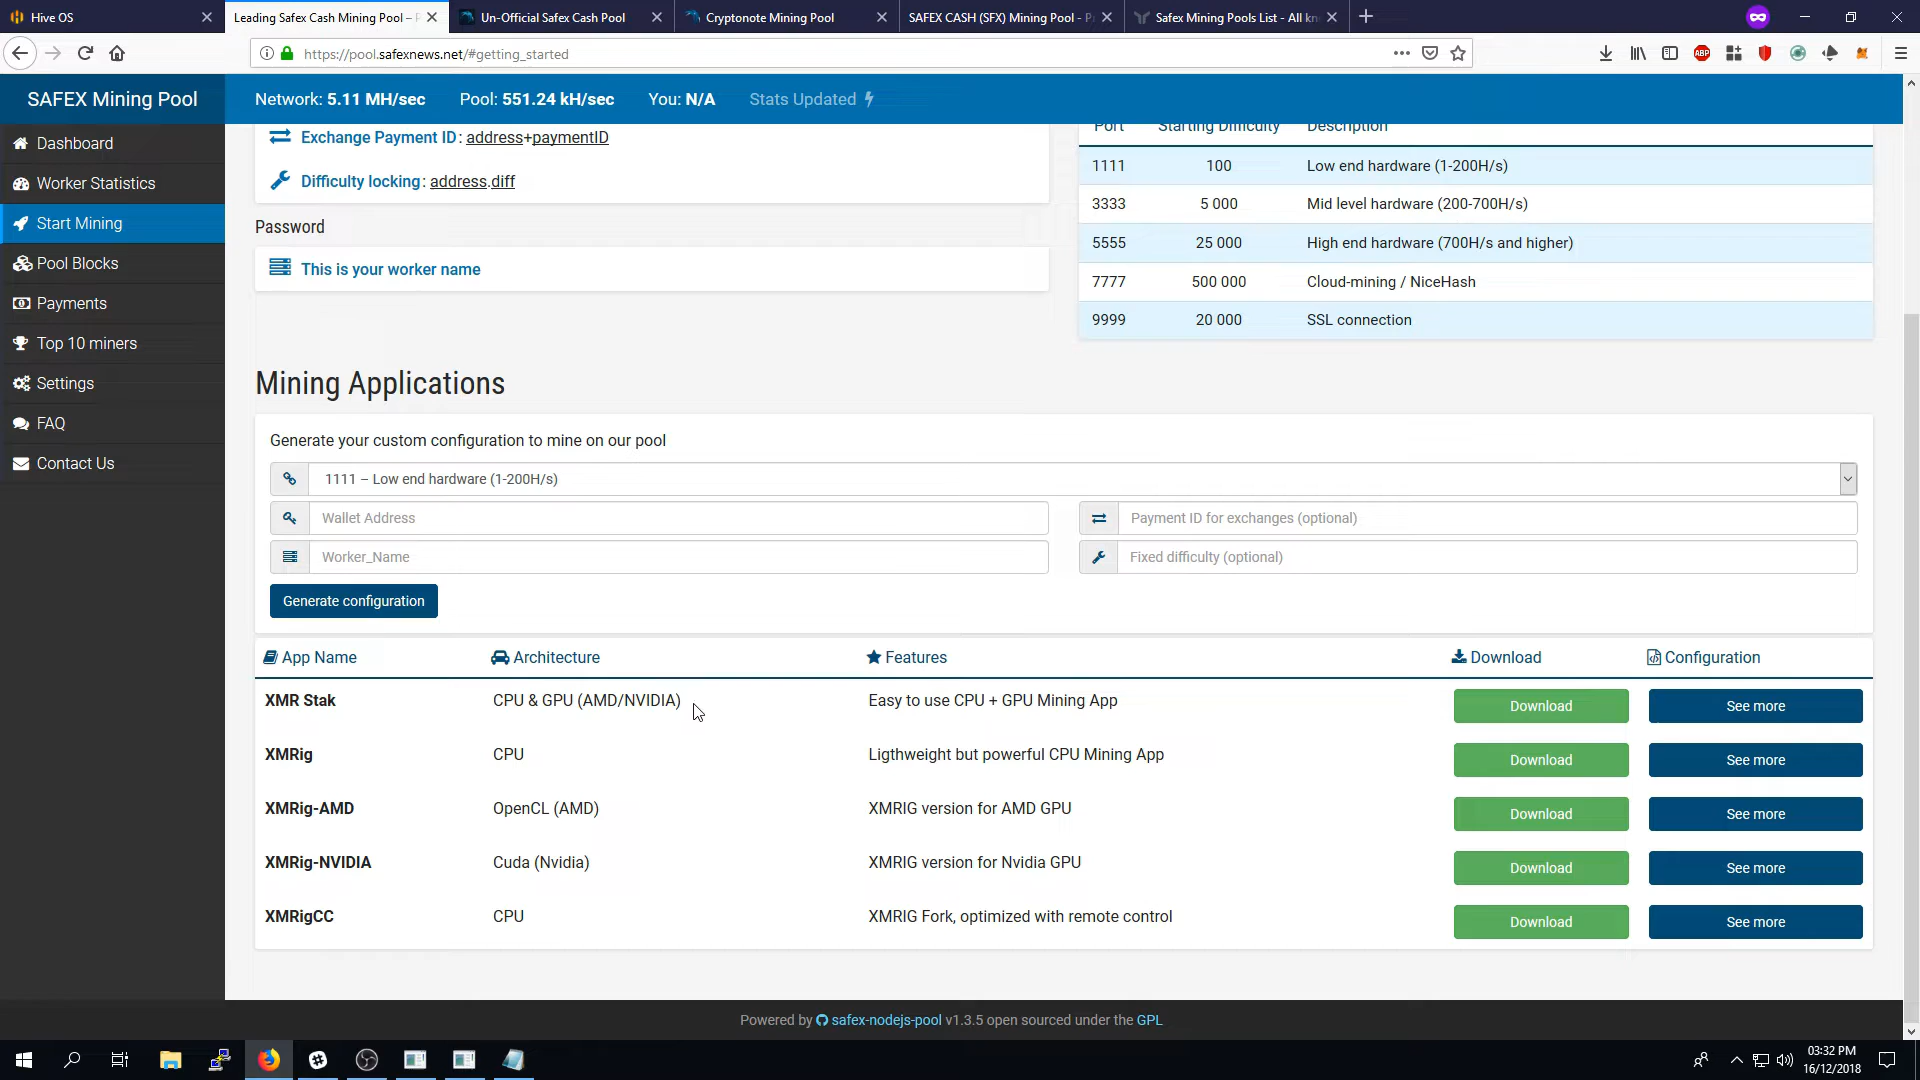 Hive OS
Leading Safex Cash Mining Pool –
Un-Official Safex Cash Pool
Cryptonote Mining Pool
SAFEX CASH (SFX) Mining Pool -
Safex Mining Pools List - All kn
https://pool.safexnews.net/#getting_started
ABP
SAFEX Mining Pool
Network: 5.11 MH/sec
Pool: 551.24 kH/sec
You: N/A
Stats Updated
Dashboard
Worker Statistics
Start Mining
Pool Blocks
Payments
Top 10 miners
Settings
FAQ
Contact Us
Exchange Payment ID: address+paymentID
Difficulty locking: address.diff
Password
This is your worker name
Port Starting Difficulty Description
1111 100 Low end hardware (1-200H/s)
3333 5 000 Mid level hardware (200-700H/s)
5555 25 000 High end hardware (700H/s and higher)
7777 500 000 Cloud-mining / NiceHash
9999 20 000 SSL connection
Mining Applications
Generate your custom configuration to mine on our pool
1111 – Low end hardware (1-200H/s)
Wallet Address
Payment ID for exchanges (optional)
Worker_Name
Fixed difficulty (optional)
Generate configuration
App Name Architecture Features Download Configuration
XMR Stak CPU & GPU (AMD/NVIDIA) Easy to use CPU + GPU Mining App Download See more
XMRig CPU Ligthweight but powerful CPU Mining App Download See more
XMRig-AMD OpenCL (AMD) XMRIG version for AMD GPU Download See more
XMRig-NVIDIA Cuda (Nvidia) XMRIG version for Nvidia GPU Download See more
XMRigCC CPU XMRIG Fork, optimized with remote control Download See more
Powered by safex-nodejs-pool v1.3.5 open sourced under the GPL
03:32 PM
16/12/2018